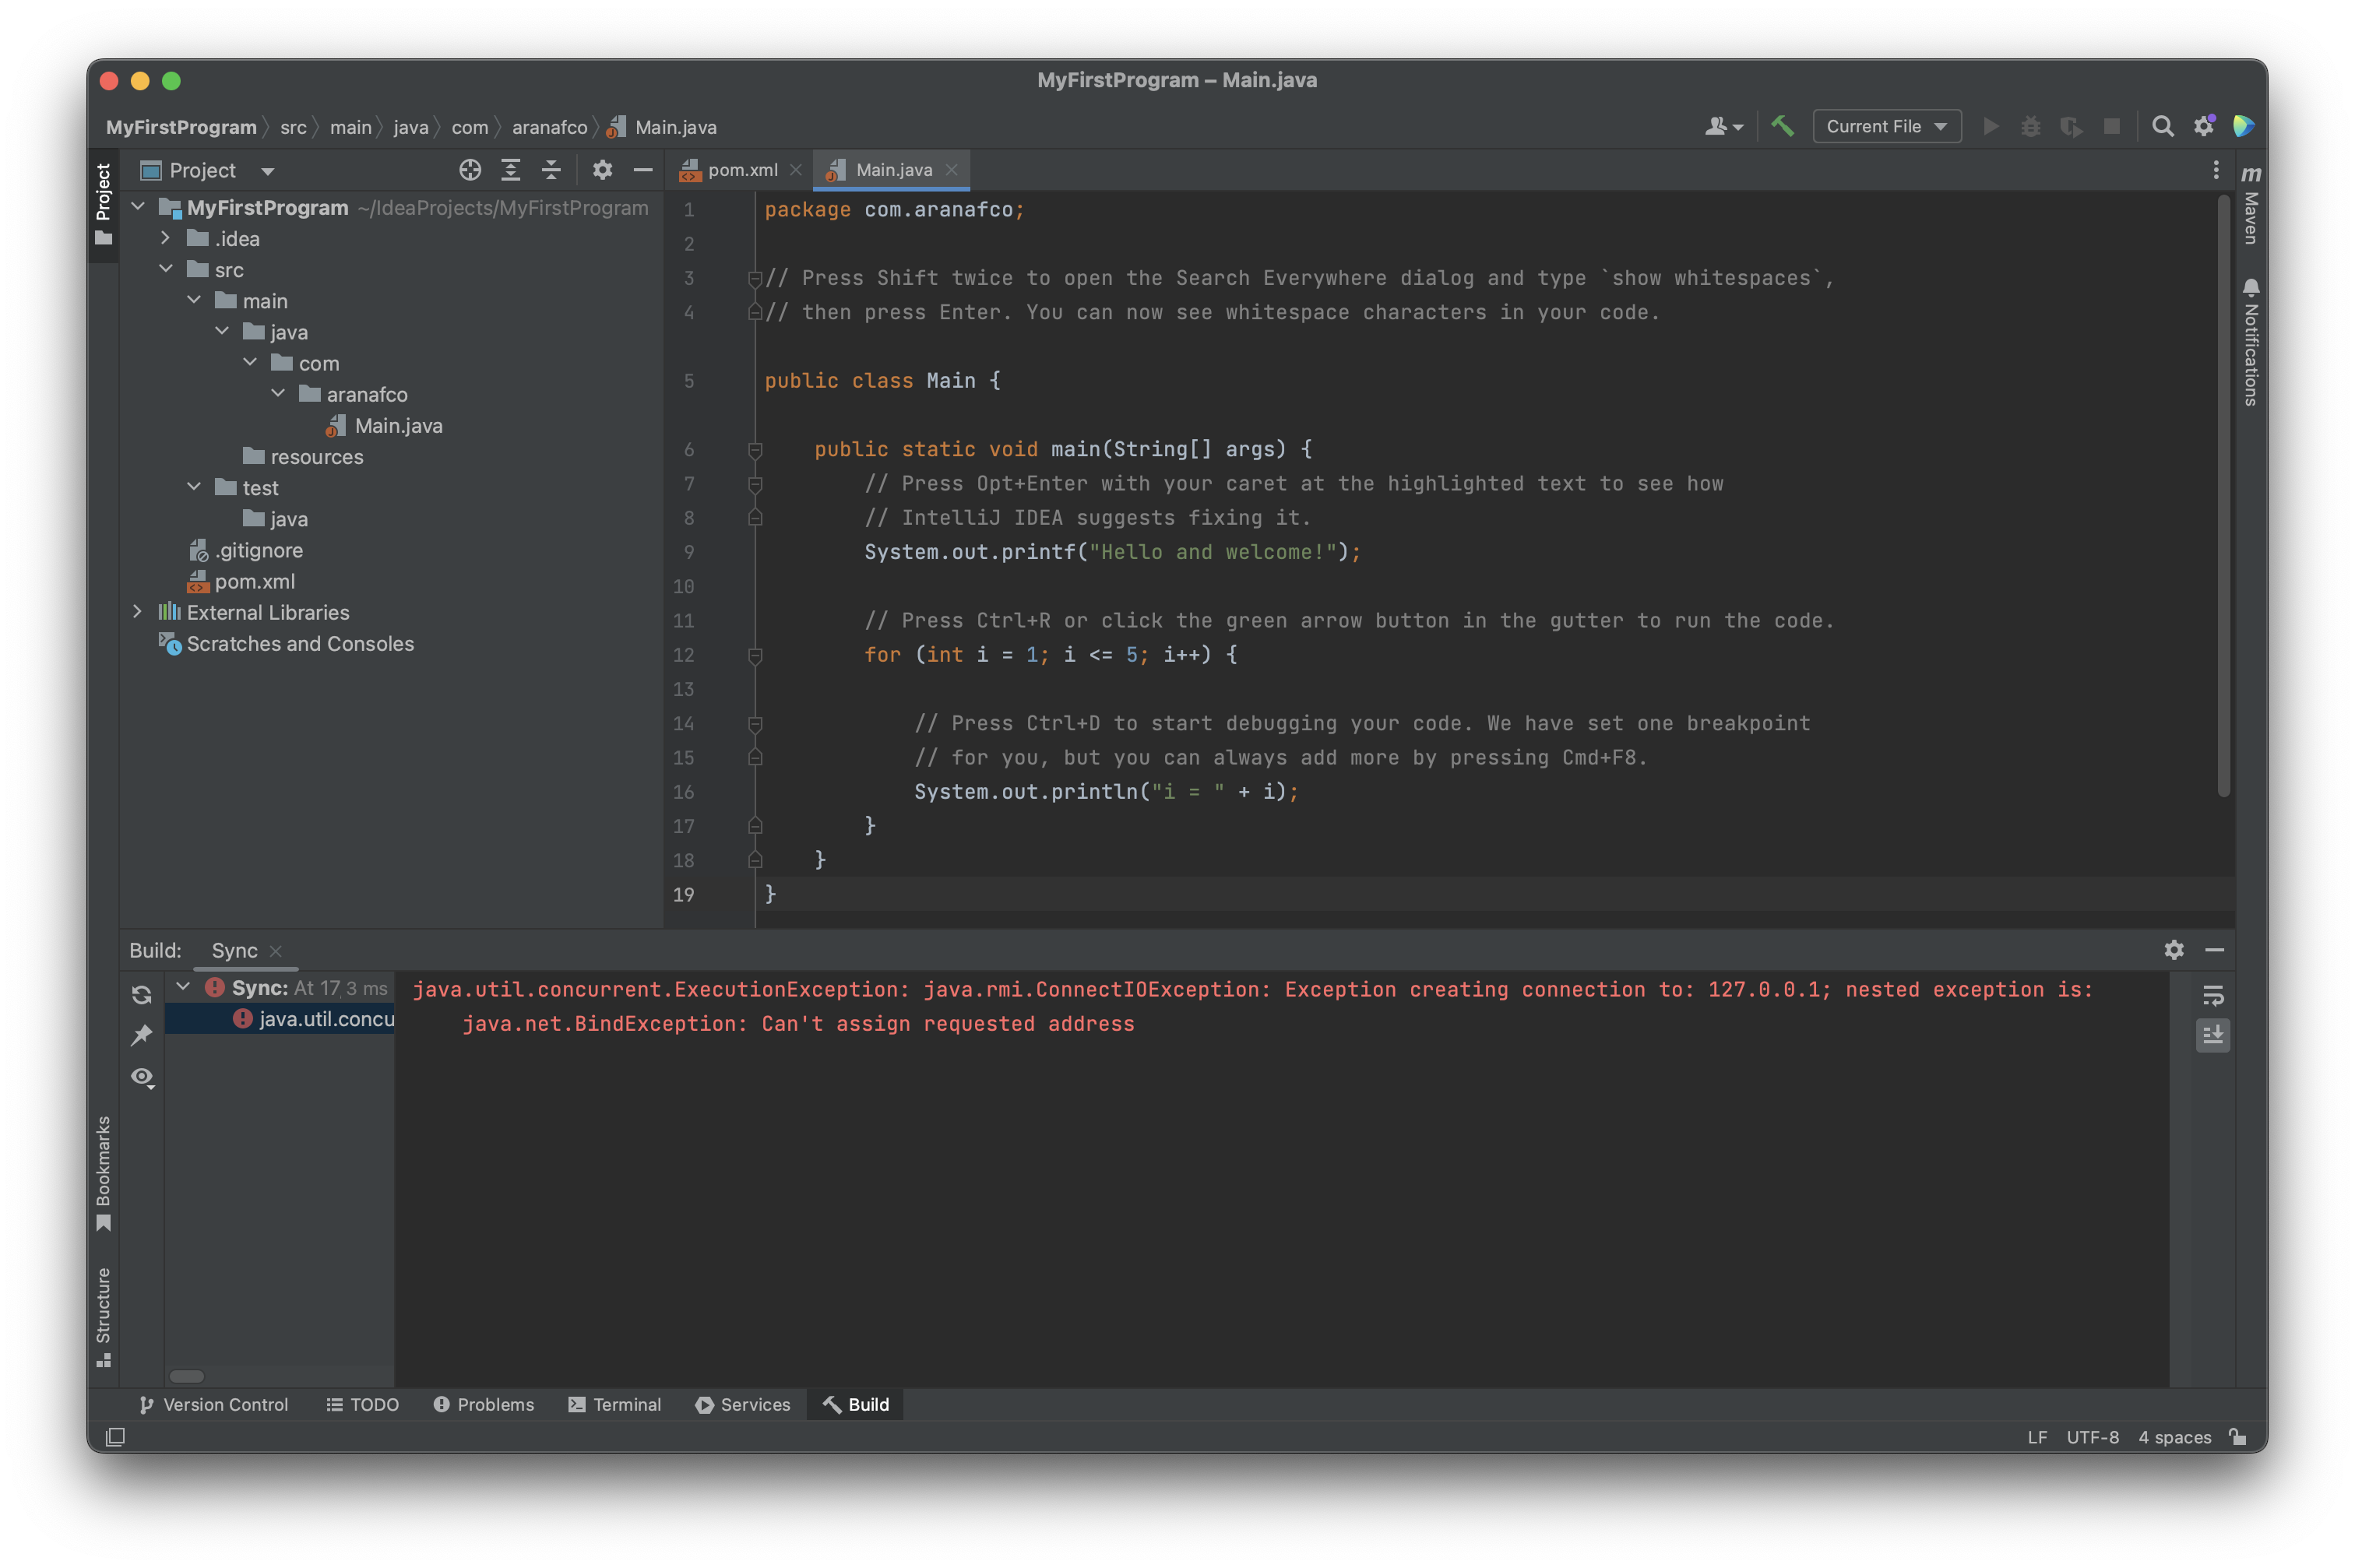 MyFirstProgram – Main.java
MyFirstProgram src main java com aranafco Main.java
Current File
Project
Project
pom.xml
Main.java
Maven
Notifications
MyFirstProgram ~/IdeaProjects/MyFirstProgram
.idea
src
main
java
com
aranafco
Main.java
resources
test
java
.gitignore
pom.xml
External Libraries
Scratches and Consoles
1 package com.aranafco;
2
3 // Press Shift twice to open the Search Everywhere dialog and type `show whitespaces`,
4 // then press Enter. You can now see whitespace characters in your code.
5 public class Main {
6 public static void main(String[] args) {
7 // Press Opt+Enter with your caret at the highlighted text to see how
8 // IntelliJ IDEA suggests fixing it.
9 System.out.printf("Hello and welcome!");
10
11 // Press Ctrl+R or click the green arrow button in the gutter to run the code.
12 for (int i = 1; i <= 5; i++) {
13
14 // Press Ctrl+D to start debugging your code. We have set one breakpoint
15 // for you, but you can always add more by pressing Cmd+F8.
16 System.out.println("i = " + i);
17 }
18 }
19 }
Build: Sync
Sync: At 17, 3 ms
java.util.concu
java.util.concurrent.ExecutionException: java.rmi.ConnectIOException: Exception creating connection to: 127.0.0.1; nested exception is:
java.net.BindException: Can't assign requested address
Bookmarks
Structure
Version Control TODO Problems Terminal Services Build
LF UTF-8 4 spaces